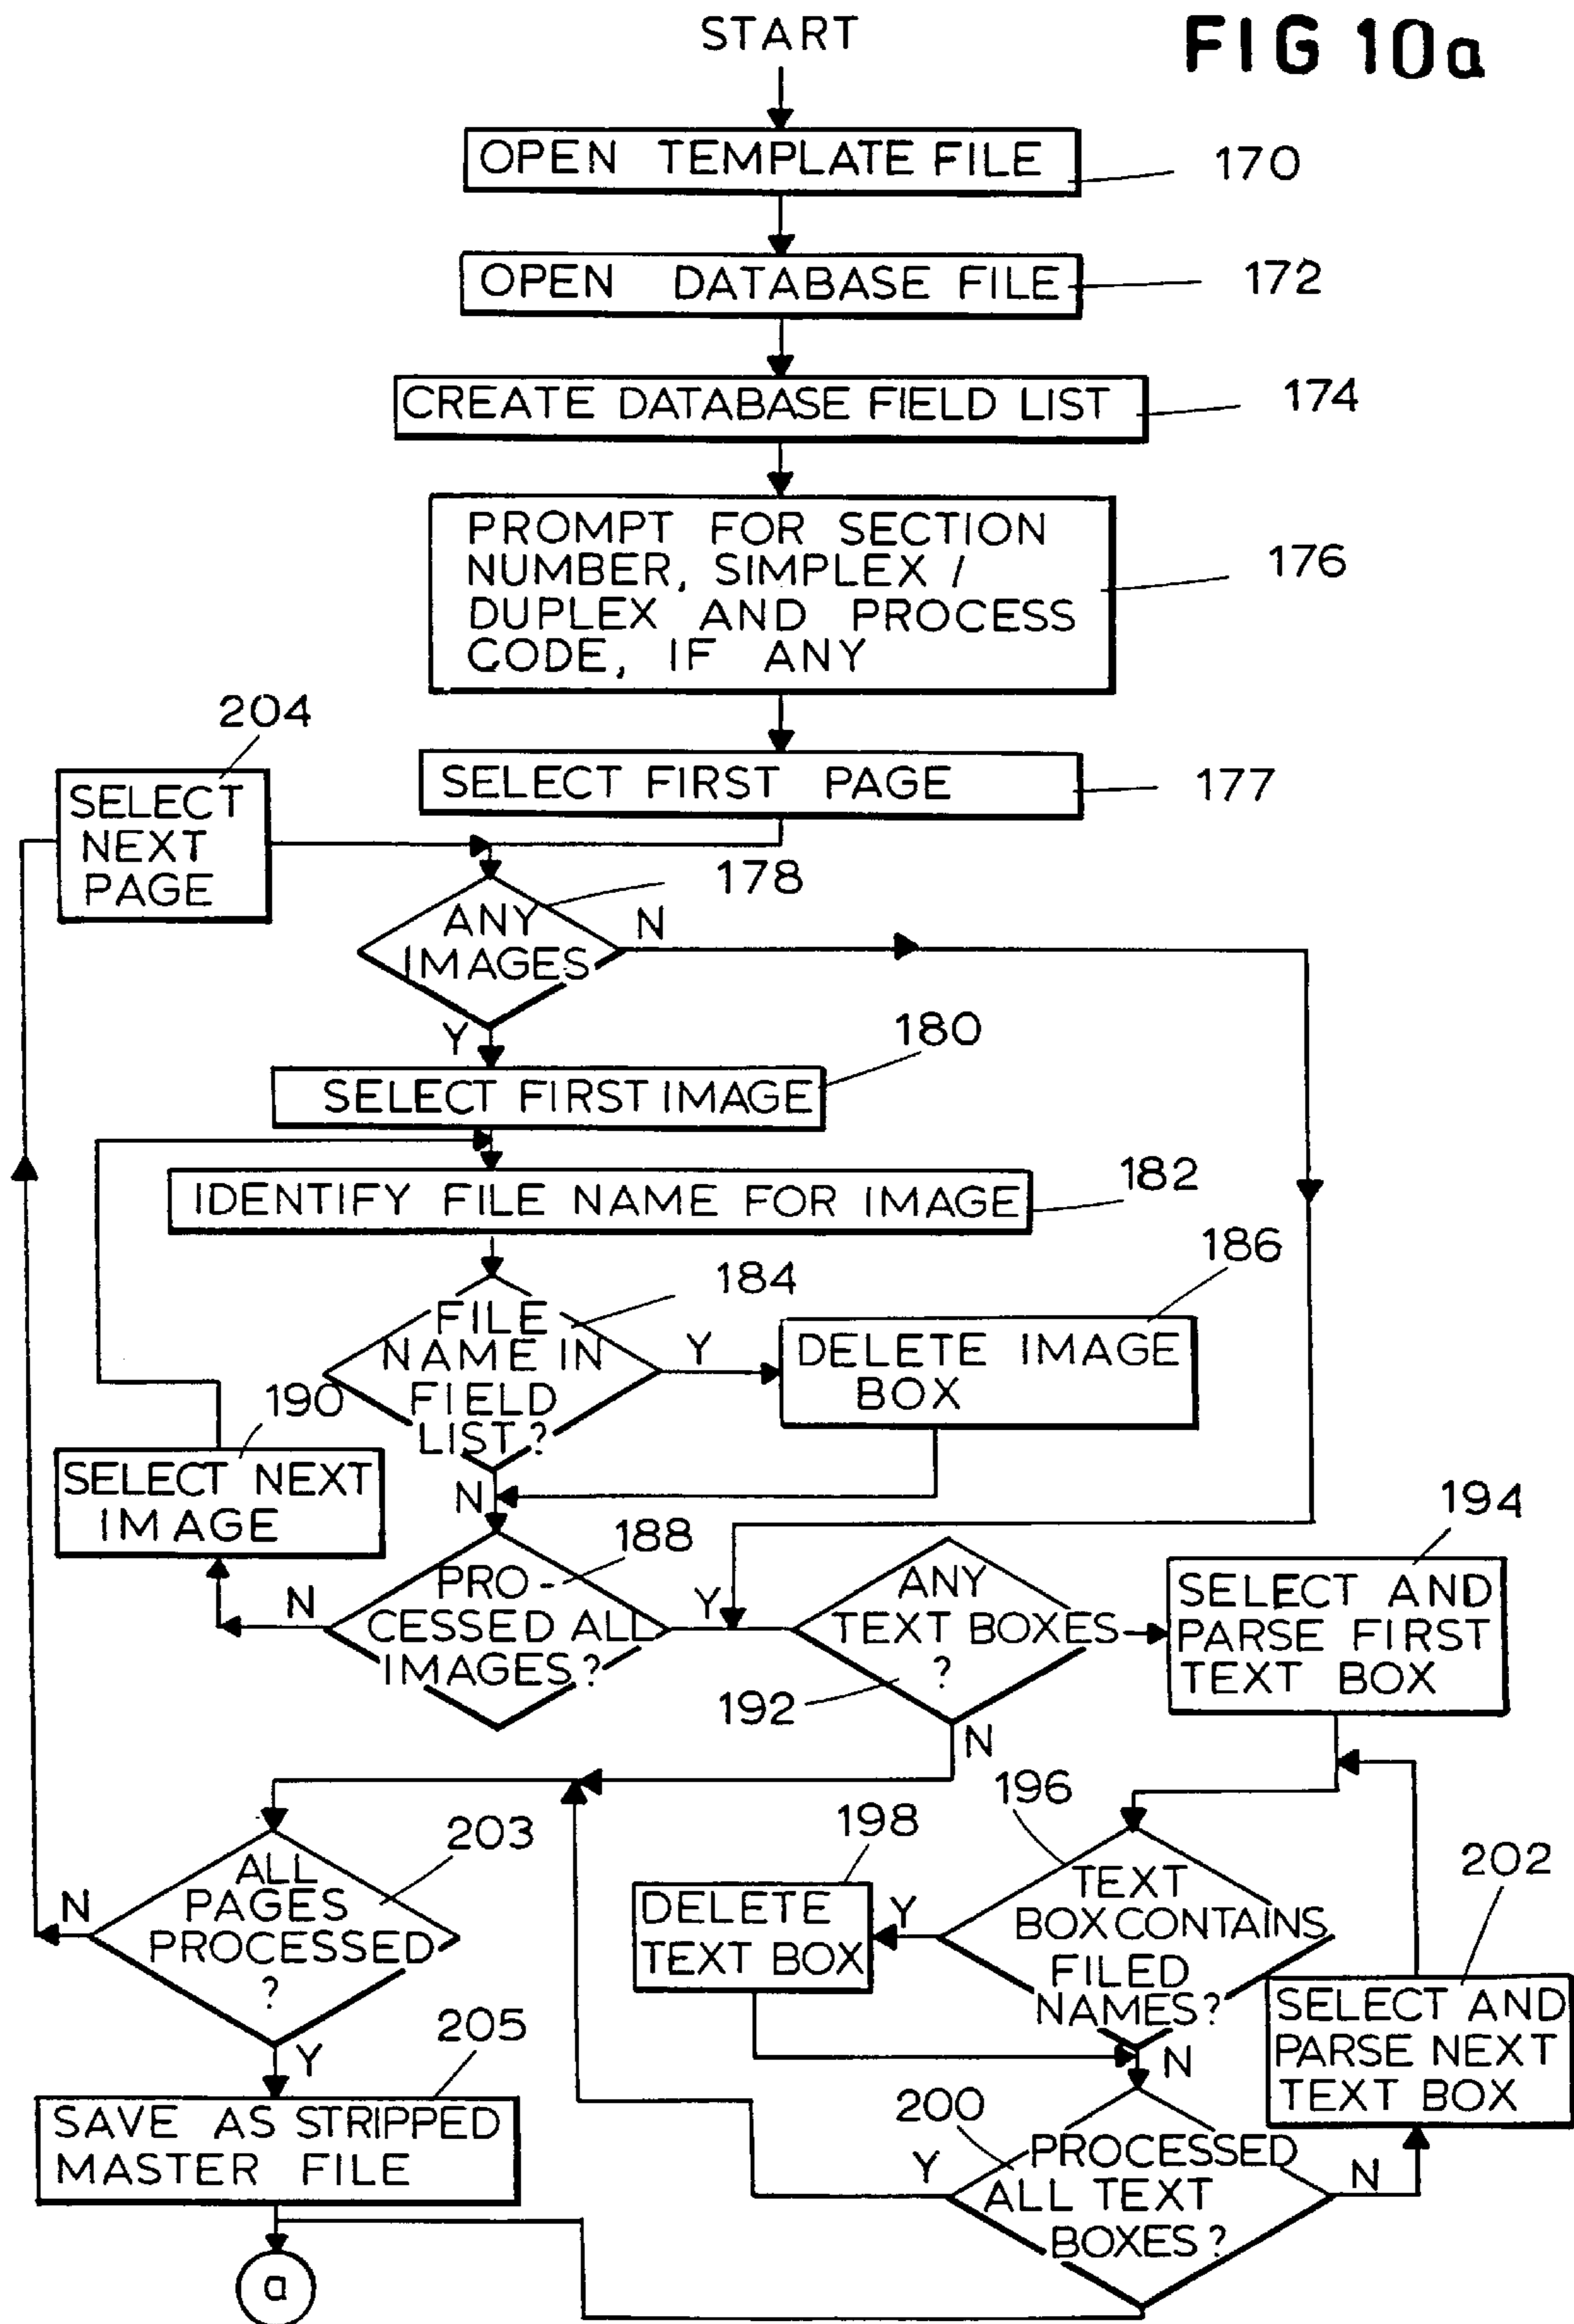 START
FIG 10a
OPEN TEMPLATE FILE
170
OPEN DATABASE FILE
172
CREATE DATABASE FIELD LIST
174
PROMPT FOR SECTION
NUMBER, SIMPLEX /
DUPLEX AND PROCESS
CODE, IF ANY
176
204
SELECT
NEXT
PAGE
SELECT FIRST PAGE
177
178
ANY
IMAGES
N
Y
180
SELECT FIRST IMAGE
IDENTIFY FILE NAME FOR IMAGE
182
184
FILE
NAME IN
FIELD
LIST?
Y
186
DELETE IMAGE
BOX
190
SELECT NEXT
IMAGE
N
188
PRO-
CESSED ALL
IMAGES?
N
Y
ANY
TEXT BOXES
?
192
N
194
SELECT AND
PARSE FIRST
TEXT BOX
203
ALL
PAGES
PROCESSED
?
N
Y
198
DELETE
TEXT BOX
196
TEXT
BOX CONTAINS
FILED
NAMES?
Y
N
202
SELECT AND
PARSE NEXT
TEXT BOX
205
SAVE AS STRIPPED
MASTER FILE
200
PROCESSED
ALL TEXT
BOXES?
Y
N
a